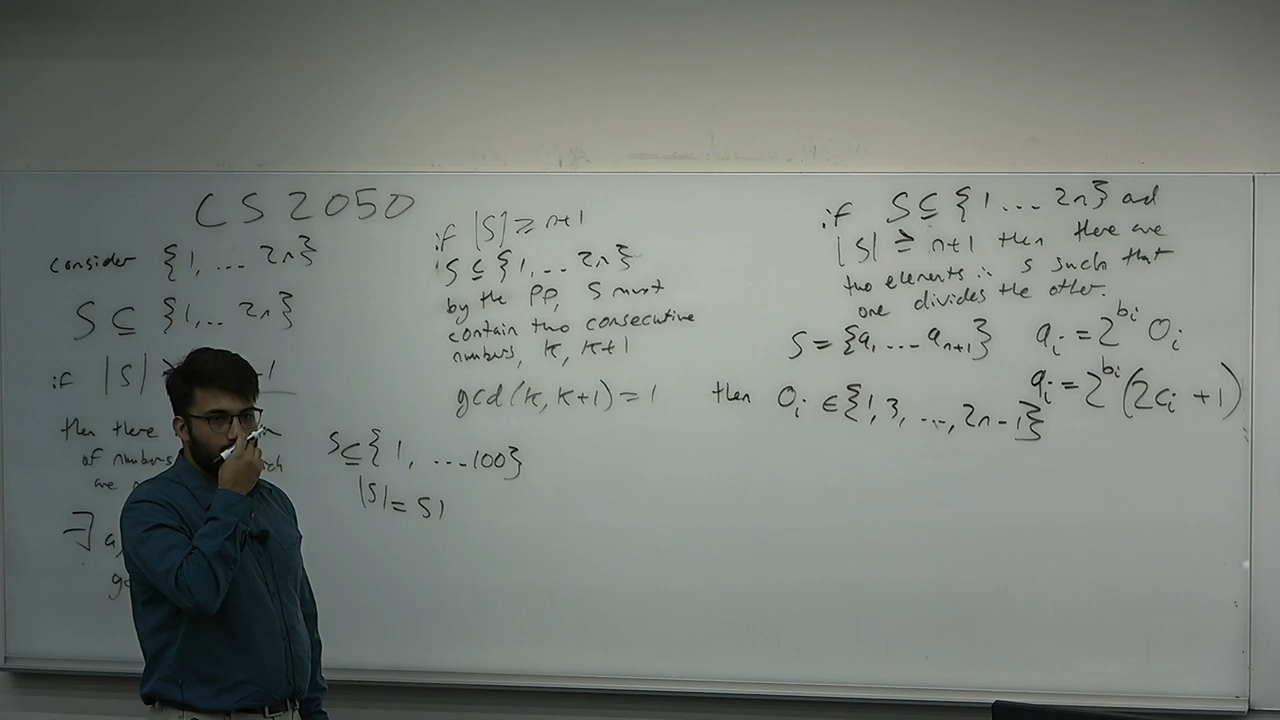 CS 2050
consider {1, ... 2n}
S ⊆ {1, .. 2n}
if |S| 1
then there
of numbers
are
∃ a,
if |S| ≥ n+1
S ⊆ {1, .. 2n}
by the PP, S must
contain two consecutive
numbers, k, k+1
gcd(k, k+1) = 1
S ⊆ {1, ...100}
|S| = 51
if S ⊆ {1 ... 2n} and
|S| ≥ n+1 then there are
two elements in S such that
one divides the other.
S = {a, ... aₙ₊₁} aᵢ = 2^bᵢ Oᵢ
aᵢ = 2^bᵢ (2cᵢ + 1)
then Oᵢ ∈ {1, 3, ..., 2n-1}